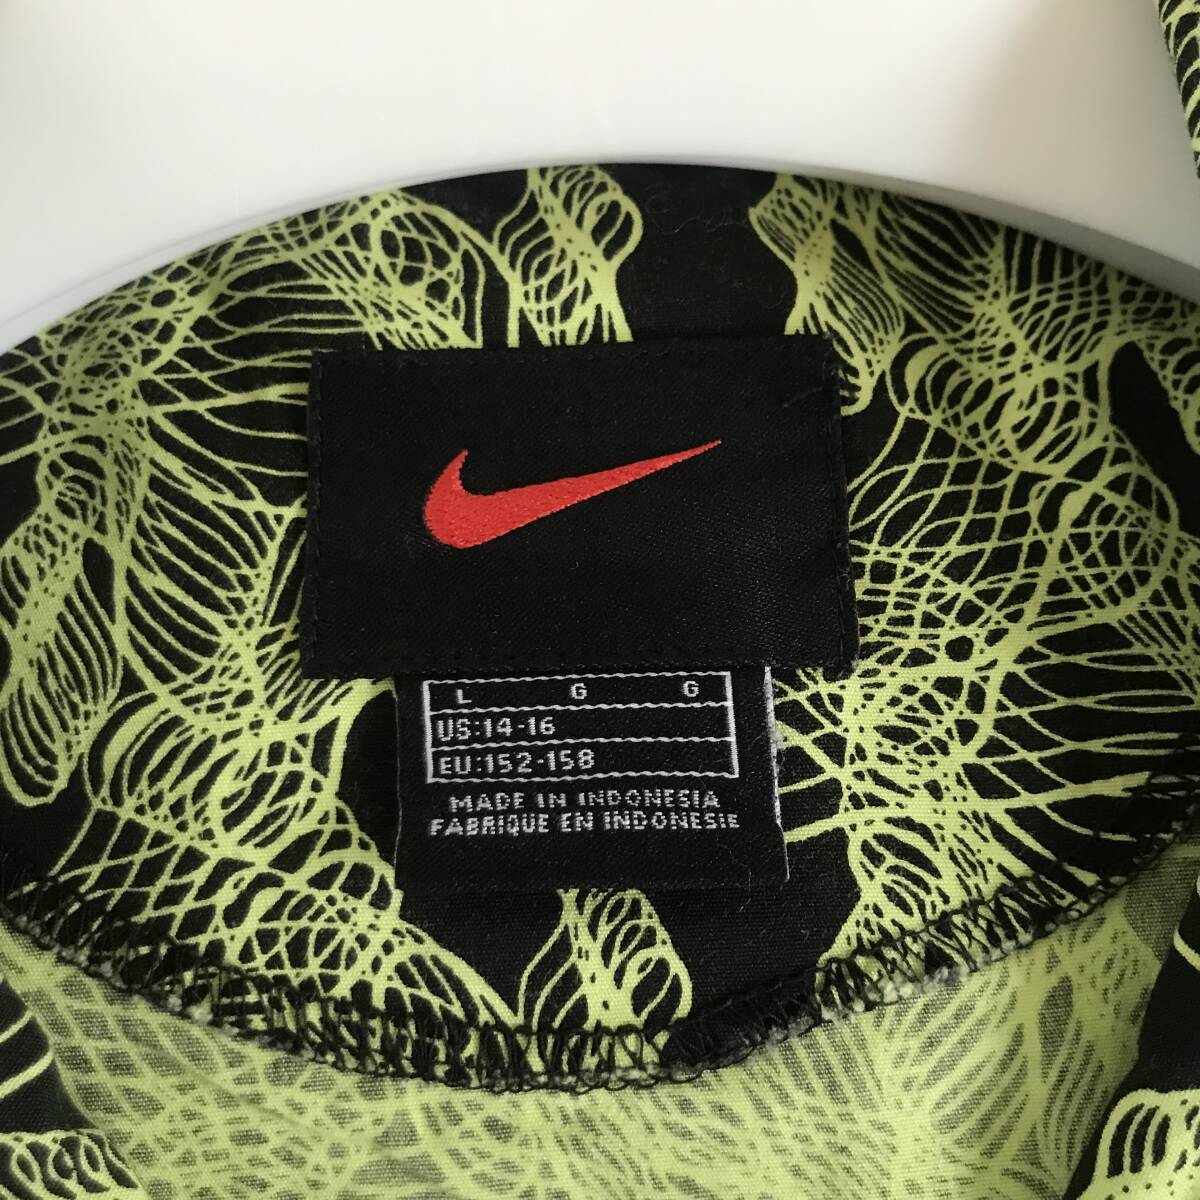 L G G
US:14-16
EU:152-158
MADE IN INDONESIA
FABRIQUE EN INDONESIE